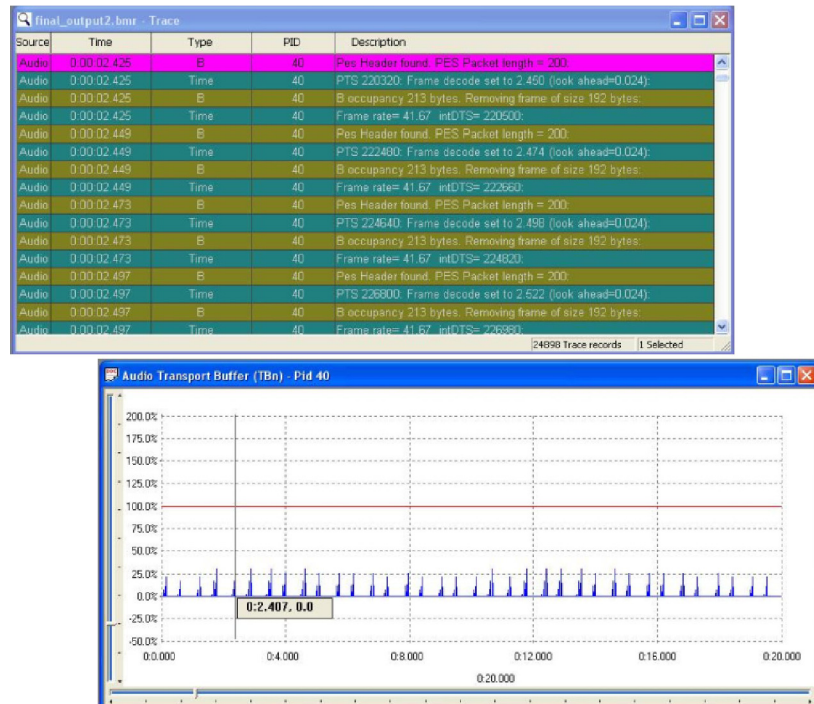 final_output2.bmr - Trace
Source Time Type PID Description
Audio 0:00:02.425 B 40 Pes Header found. PES Packet length = 200:
Audio 0:00:02.425 Time 40 PTS 220320: Frame decode set to 2.450 (look ahead=0.024):
Audio 0:00:02.425 B 40 B occupancy 213 bytes. Removing frame of size 192 bytes:
Audio 0:00:02.425 Time 40 Frame rate= 41.67 intDTS= 220500:
Audio 0:00:02.449 B 40 Pes Header found. PES Packet length = 200:
Audio 0:00:02.449 Time 40 PTS 222480: Frame decode set to 2.474 (look ahead=0.024):
Audio 0:00:02.449 B 40 B occupancy 213 bytes. Removing frame of size 192 bytes:
Audio 0:00:02.449 Time 40 Frame rate= 41.67 intDTS= 222660:
Audio 0:00:02.473 B 40 Pes Header found. PES Packet length = 200:
Audio 0:00:02.473 Time 40 PTS 224640: Frame decode set to 2.498 (look ahead=0.024):
Audio 0:00:02.473 B 40 B occupancy 213 bytes. Removing frame of size 192 bytes:
Audio 0:00:02.473 Time 40 Frame rate= 41.67 intDTS= 224820:
Audio 0:00:02.497 B 40 Pes Header found. PES Packet length = 200:
Audio 0:00:02.497 Time 40 PTS 226800: Frame decode set to 2.522 (look ahead=0.024):
Audio 0:00:02.497 B 40 B occupancy 213 bytes. Removing frame of size 192 bytes:
Audio 0:00:02.497 Time 40 Frame rate= 41.67 intDTS= 226980:
24898 Trace records 1 Selected
Audio Transport Buffer (TBn) - Pid 40
200.0%
175.0%
150.0%
125.0%
100.0%
75.0%
50.0%
25.0%
0.0%
0:2.407, 0.0
-25.0%
-50.0%
0:0.000 0:4.000 0:8.000 0:12.000 0:16.000 0:20.000
0:20.000